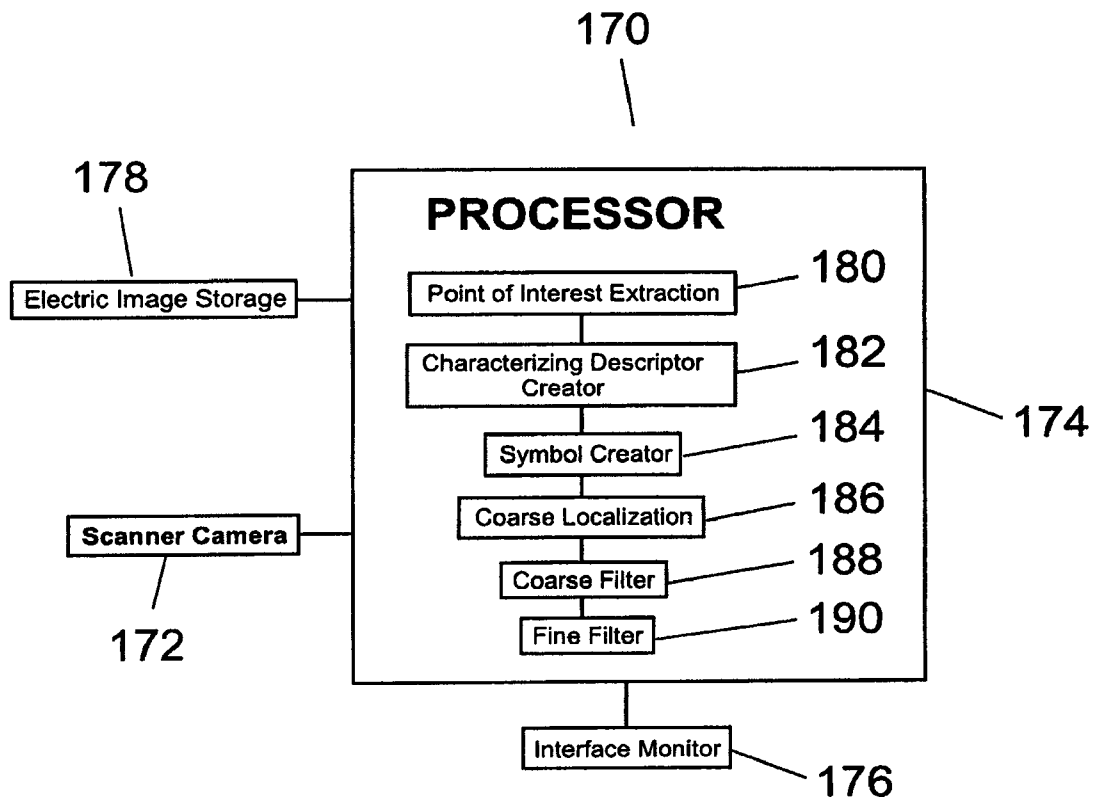 170
178
PROCESSOR
180
Point of Interest Extraction
Electric Image Storage
182
Characterizing Descriptor
Creator
174
184
Symbol Creator
186
Coarse Localization
Scanner Camera
188
Coarse Filter
190
Fine Filter
172
Interface Monitor
176